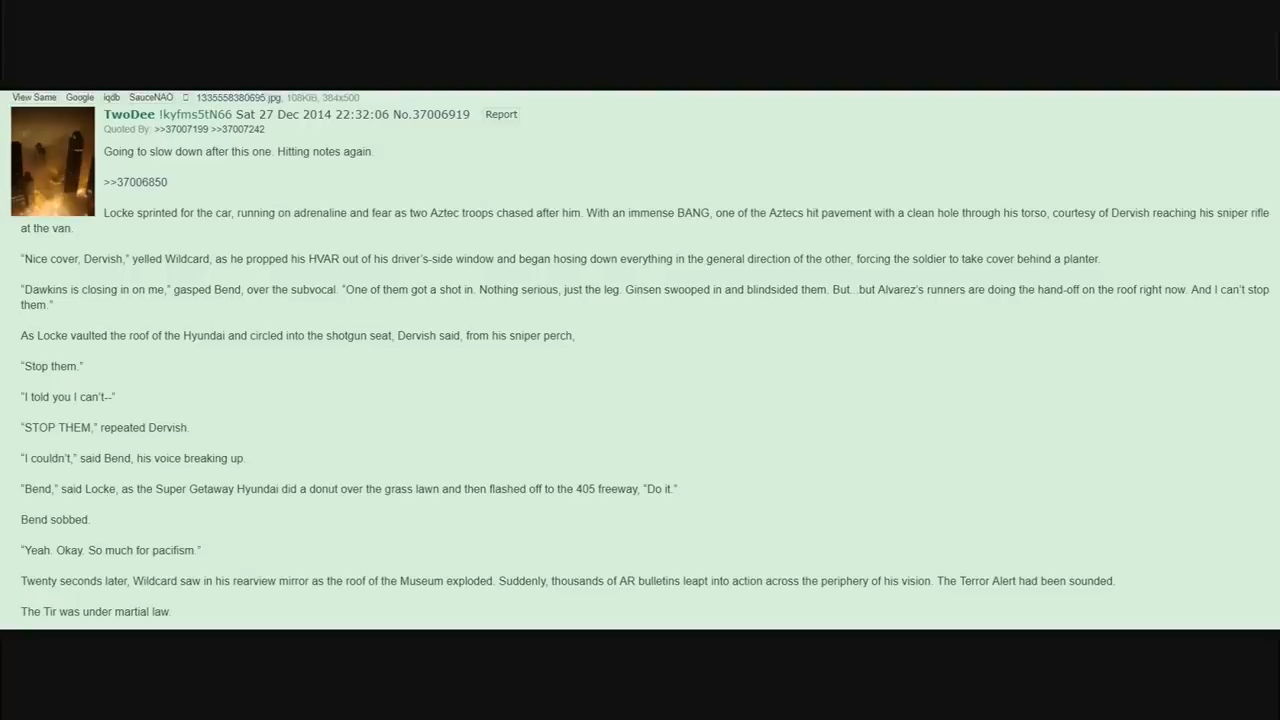 View Same Google iqdb SauceNAO 1335558380695.jpg, 108KiB, 384x500
TwoDee !kyfms5tN66 Sat 27 Dec 2014 22:32:06 No.37006919 Report
Quoted By: >>37007199 >>37007242
Going to slow down after this one. Hitting notes again.
>>37006850
Locke sprinted for the car, running on adrenaline and fear as two Aztec troops chased after him. With an immense BANG, one of the Aztecs hit pavement with a clean hole through his torso, courtesy of Dervish reaching his sniper rifle
at the van.
“Nice cover, Dervish,” yelled Wildcard, as he propped his HVAR out of his driver’s-side window and began hosing down everything in the general direction of the other, forcing the soldier to take cover behind a planter.
“Dawkins is closing in on me,” gasped Bend, over the subvocal. “One of them got a shot in. Nothing serious, just the leg. Ginsen swooped in and blindsided them. But...but Alvarez’s runners are doing the hand-off on the roof right now. And I can’t stop
them.”
As Locke vaulted the roof of the Hyundai and circled into the shotgun seat, Dervish said, from his sniper perch,
“Stop them.”
“I told you I can’t--”
“STOP THEM,” repeated Dervish.
“I couldn’t,” said Bend, his voice breaking up.
“Bend,” said Locke, as the Super Getaway Hyundai did a donut over the grass lawn and then flashed off to the 405 freeway, “Do it.”
Bend sobbed.
“Yeah. Okay. So much for pacifism.”
Twenty seconds later, Wildcard saw in his rearview mirror as the roof of the Museum exploded. Suddenly, thousands of AR bulletins leapt into action across the periphery of his vision. The Terror Alert had been sounded.
The Tir was under martial law.